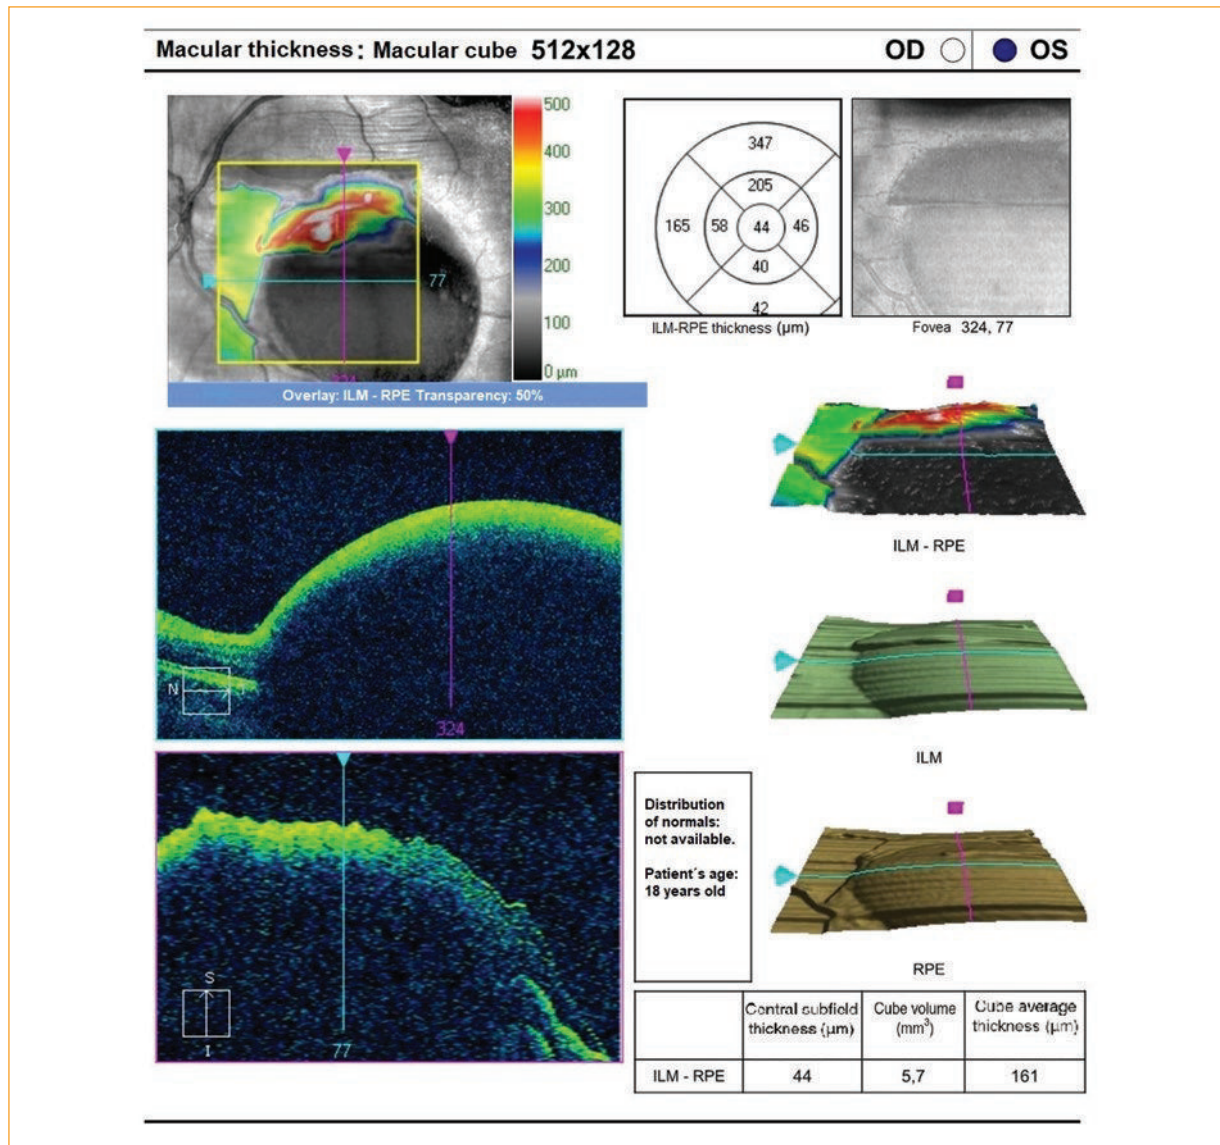 Macular thickness: Macular cube 512x128
OD OS
500
400
300
200
100
0 µm
77
Overlay: ILM - RPE Transparency: 50%
347
205
165 58 44 46
40
42
ILM-RPE thickness (µm)
Fovea 324, 77
ILM - RPE
N
324
ILM
Distribution
of normals:
not available.
Patient´s age:
18 years old
RPE
S
I
77
Central subfield
thickness (µm)
Cube volume
(mm³)
Cube average
thickness (µm)
ILM - RPE 44 5,7 161